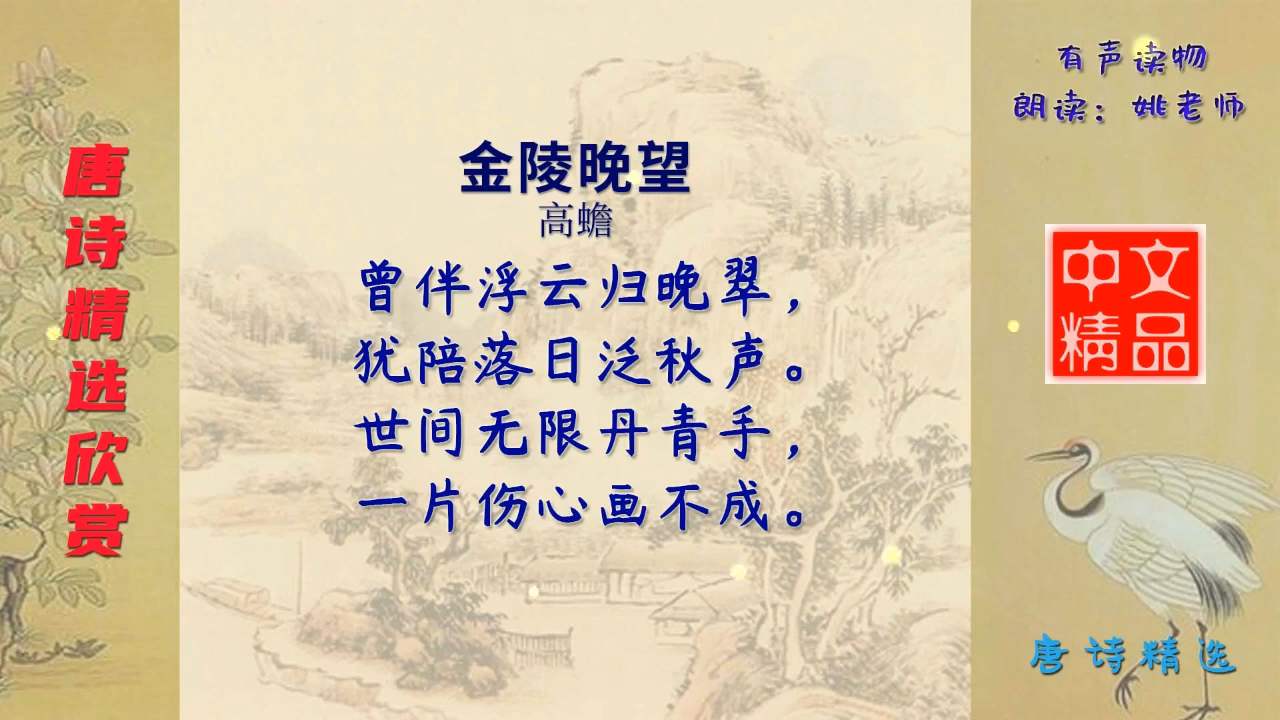 唐诗精选欣赏
金陵晚望
高蟾
曾伴浮云归晚翠，
犹陪落日泛秋声。
世间无限丹青手，
一片伤心画不成。
有声读物
朗读：姚老师
中文
精品
唐诗精选